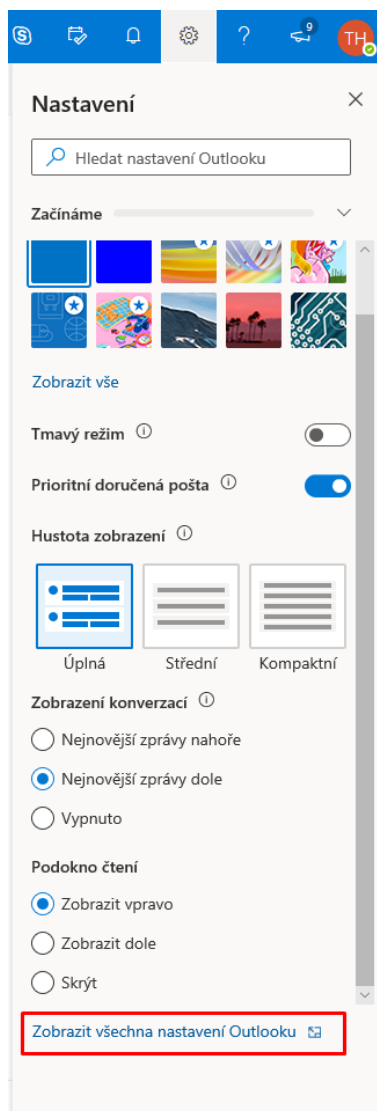 9
TH
Nastavení
Hledat nastavení Outlooku
Začínáme
Zobrazit vše
Tmavý režim
Prioritní doručená pošta
Hustota zobrazení
Úplná Střední Kompaktní
Zobrazení konverzací
Nejnovější zprávy nahoře
Nejnovější zprávy dole
Vypnuto
Podokno čtení
Zobrazit vpravo
Zobrazit dole
Skrýt
Zobrazit všechna nastavení Outlooku